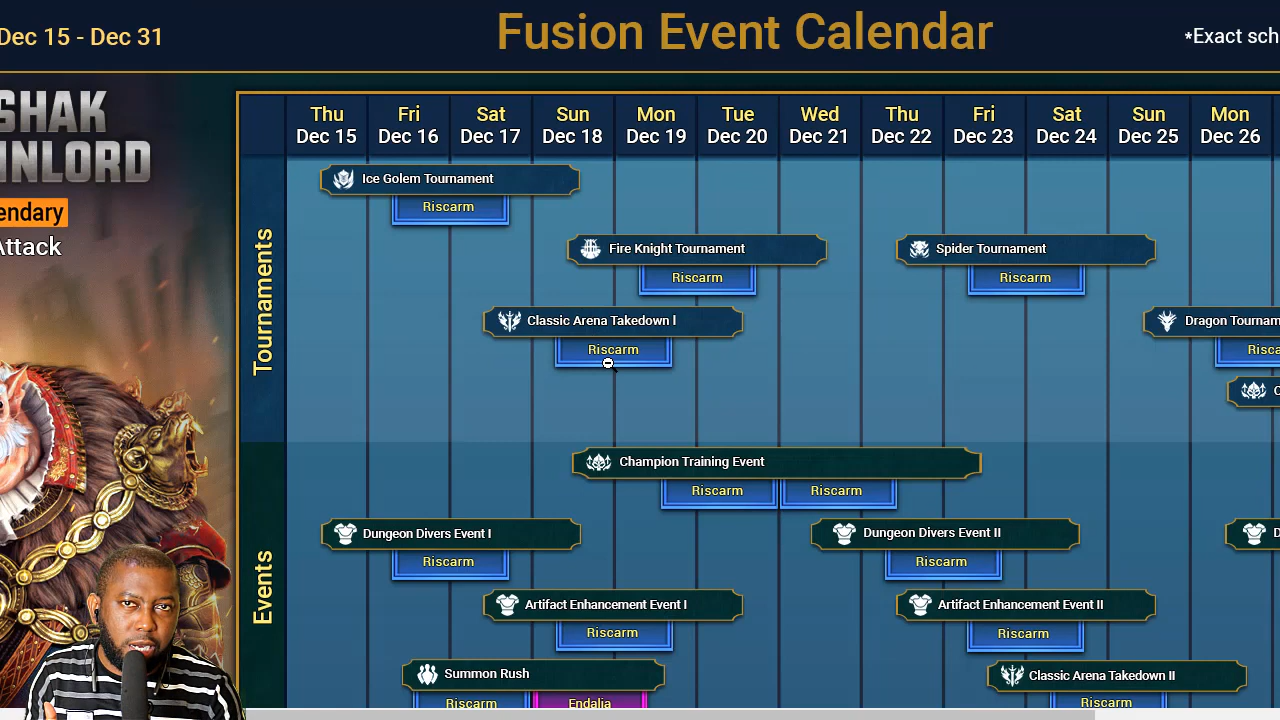 Dec 15 - Dec 31
Fusion Event Calendar
*Exact sch
SHAK
NLORD
endary
Attack
Thu Fri Sat Sun Mon Tue Wed Thu Fri Sat Sun Mon
Dec 15 Dec 16 Dec 17 Dec 18 Dec 19 Dec 20 Dec 21 Dec 22 Dec 23 Dec 24 Dec 25 Dec 26
Tournaments
Ice Golem Tournament
Riscarm
Fire Knight Tournament
Riscarm
Spider Tournament
Riscarm
Classic Arena Takedown l
Riscarm
Dragon Tournam
Risca
Events
Champion Training Event
Riscarm
Riscarm
Dungeon Divers Event I
Riscarm
Dungeon Divers Event II
Riscarm
D
Artifact Enhancement Event I
Riscarm
Artifact Enhancement Event II
Riscarm
Summon Rush
Riscarm
Endalia
Classic Arena Takedown II
Riscarm